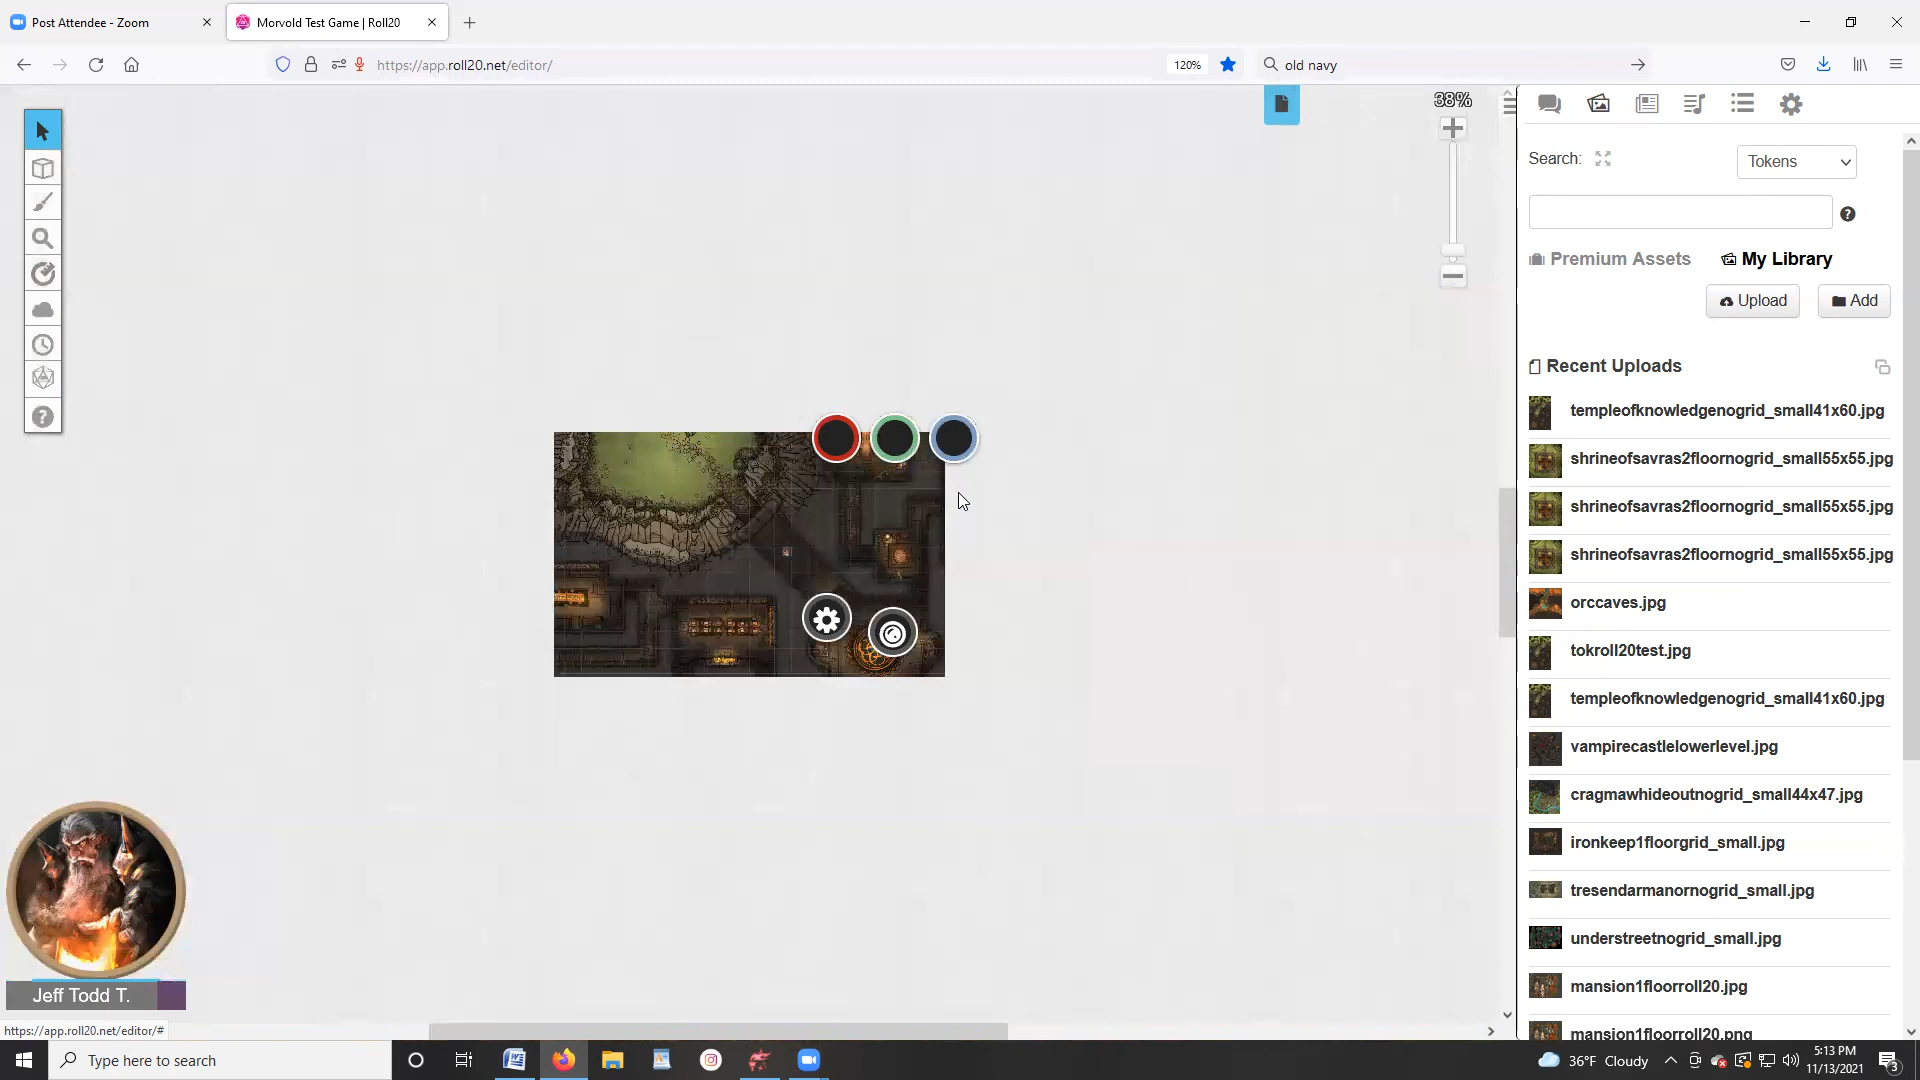 Post Attendee - Zoom
Morvold Test Game | Roll20
https://app.roll20.net/editor/
120%
old navy
38%
Search:
Tokens
Premium Assets
My Library
Upload
Add
Recent Uploads
templeofknowledgenogrid_small41x60.jpg
shrineofsavras2floornogrid_small55x55.jpg
shrineofsavras2floornogrid_small55x55.jpg
shrineofsavras2floornogrid_small55x55.jpg
orccaves.jpg
tokroll20test.jpg
templeofknowledgenogrid_small41x60.jpg
vampirecastlelowerlevel.jpg
cragmawhideoutnogrid_small44x47.jpg
ironkeep1floorgrid_small.jpg
tresendarmanornogrid_small.jpg
understreetnogrid_small.jpg
mansion1floorroll20.jpg
mansion1floorroll20.png
Jeff Todd T.
https://app.roll20.net/editor/#
Type here to search
36°F Cloudy
5:13 PM
11/13/2021
3